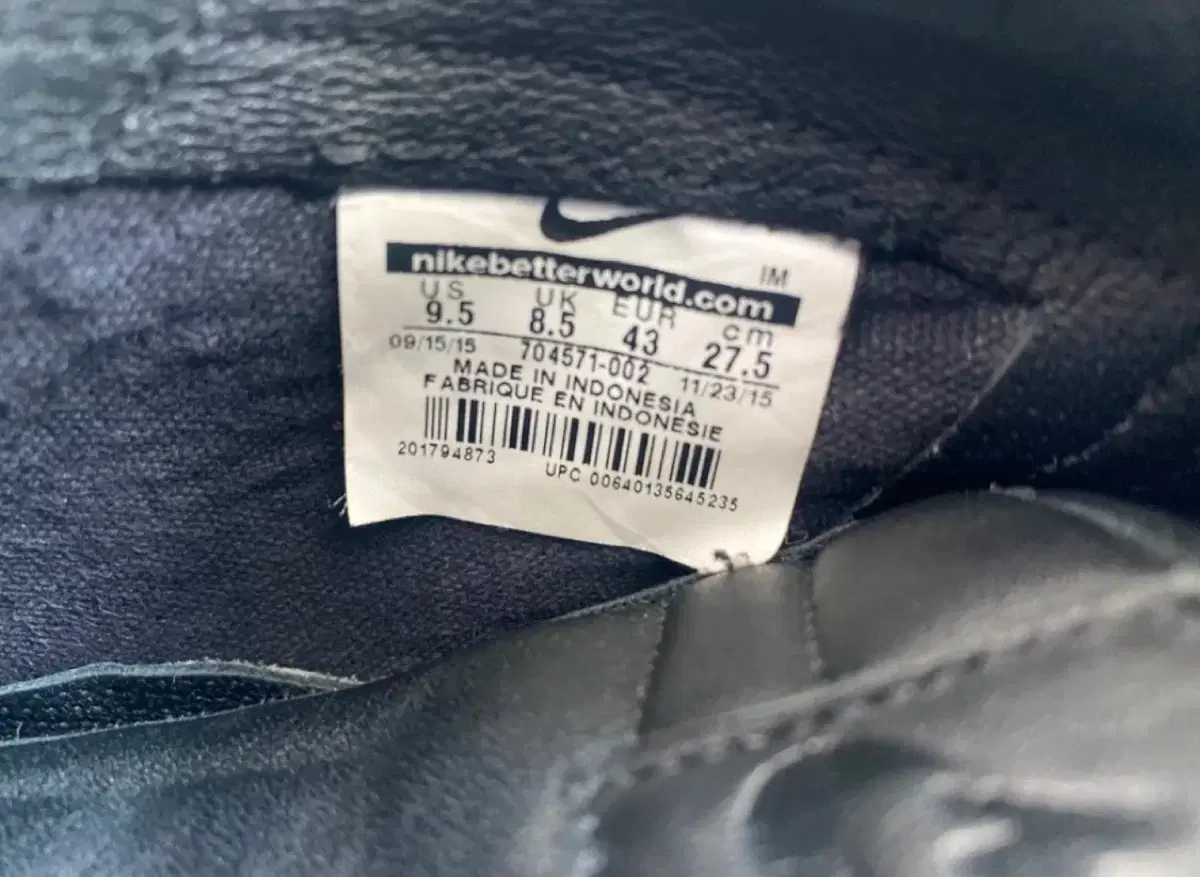 nikebetterworld.com IM
US UK EUR cm
9.5 8.5 43 27.5
09/15/15 704571-002 11/23/15
MADE IN INDONESIA
FABRIQUE EN INDONESIE
201794873 UPC 00640135645235